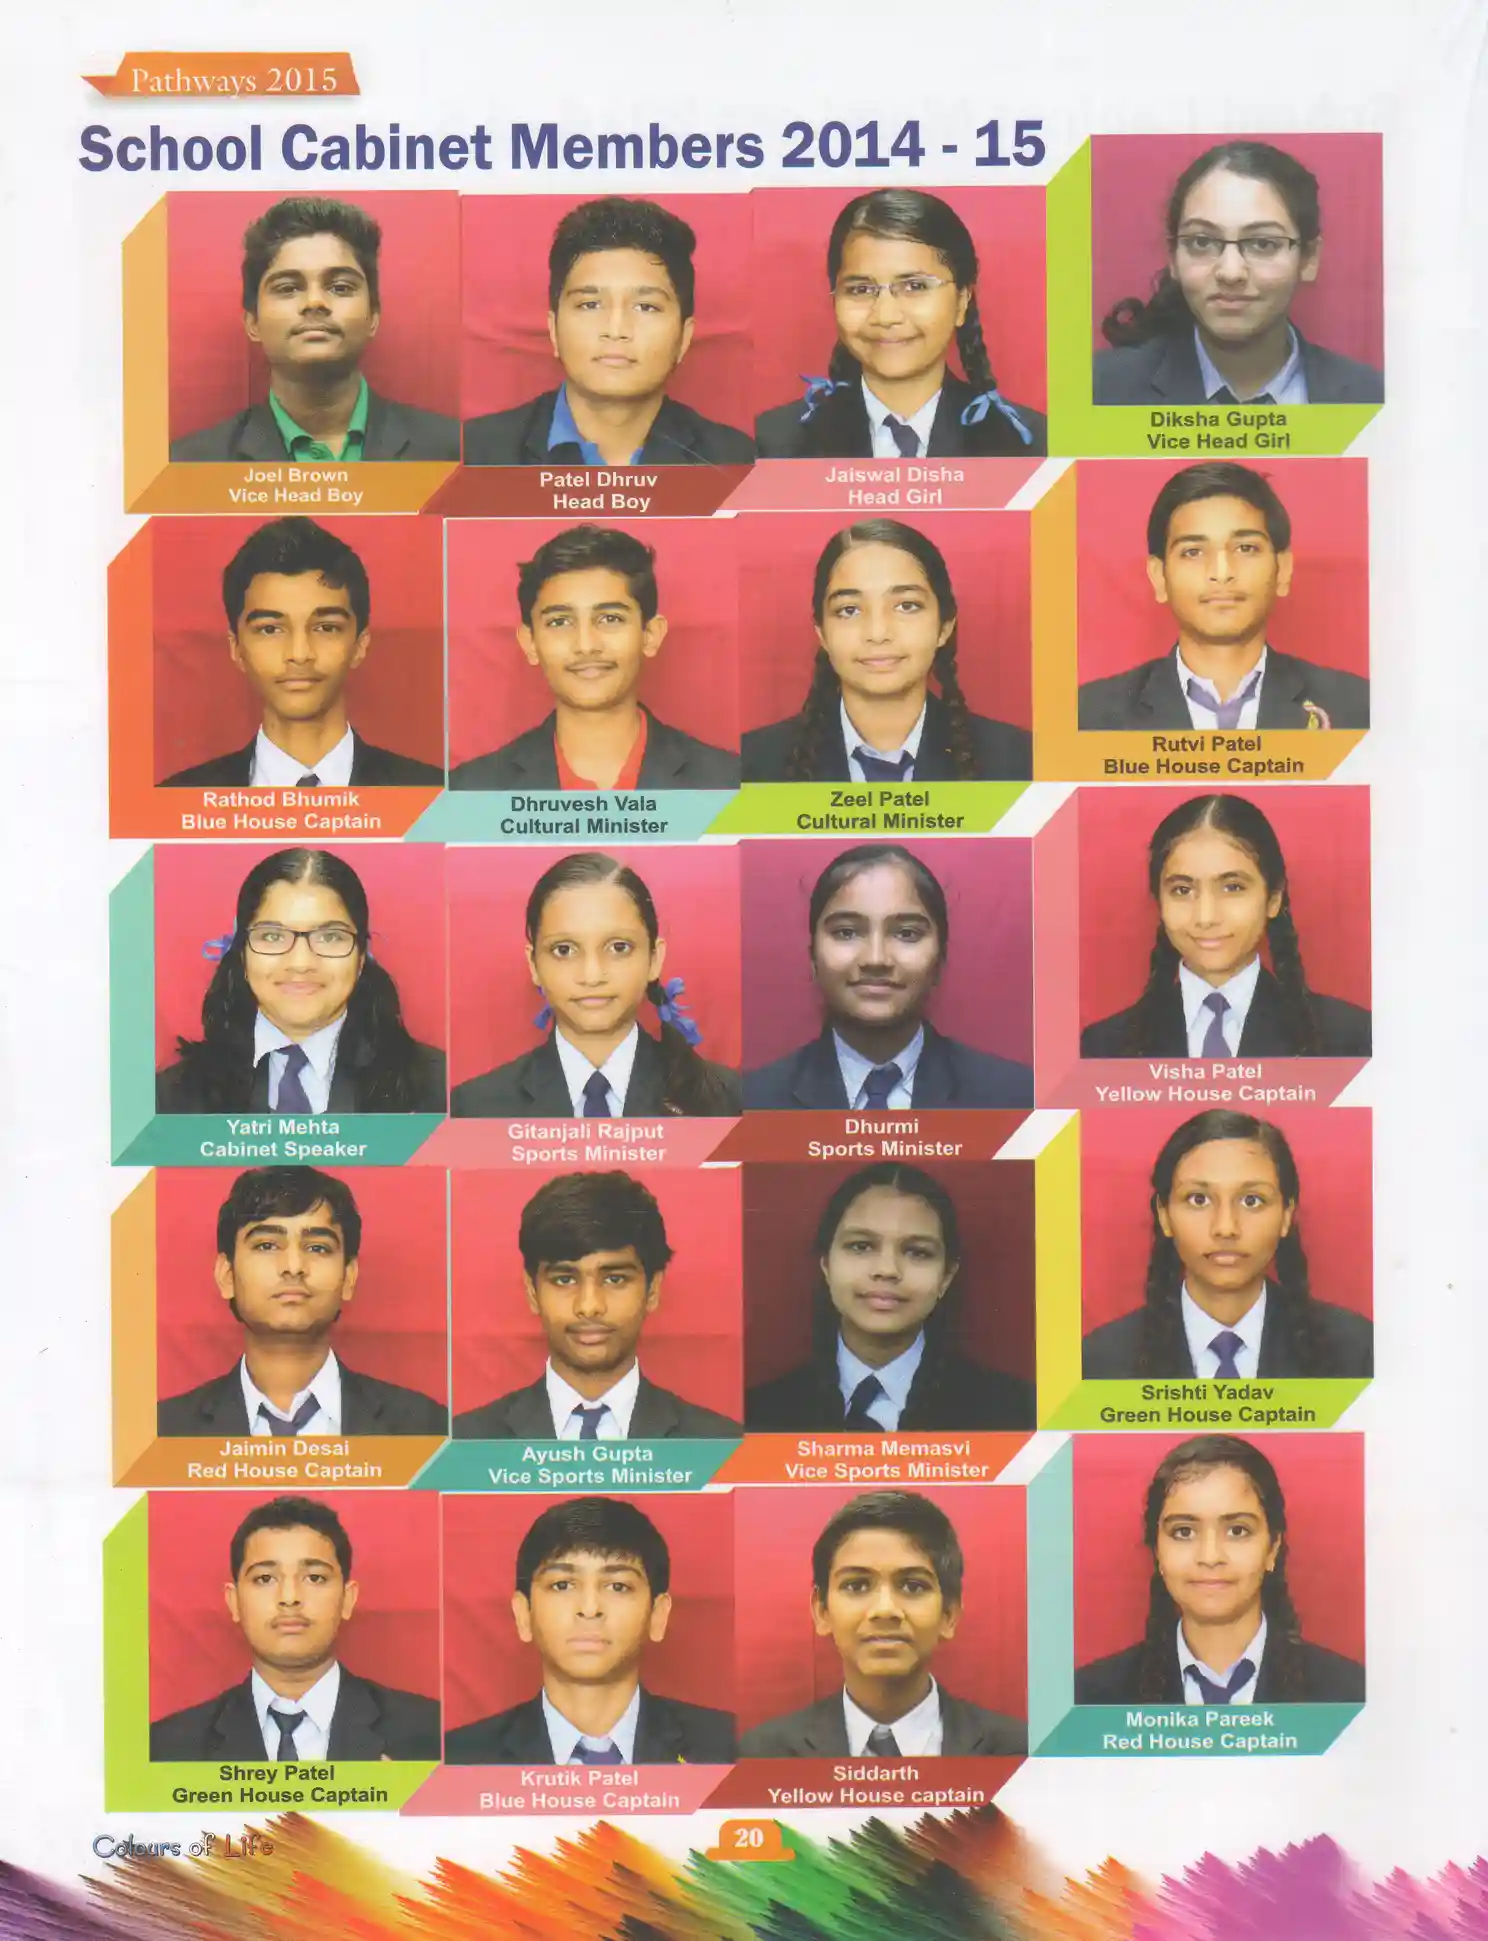 Pathways 2015
School Cabinet Members 2014 - 15
Joel Brown
Vice Head Boy
Patel Dhruv
Head Boy
Jaiswal Disha
Head Girl
Diksha Gupta
Vice Head Girl
Rathod Bhumik
Blue House Captain
Dhruvesh Vala
Cultural Minister
Zeel Patel
Cultural Minister
Rutvi Patel
Blue House Captain
Yatri Mehta
Cabinet Speaker
Gitanjali Rajput
Sports Minister
Dhurmi
Sports Minister
Visha Patel
Yellow House Captain
Jaimin Desai
Red House Captain
Ayush Gupta
Vice Sports Minister
Sharma Memasvi
Vice Sports Minister
Srishti Yadav
Green House Captain
Shrey Patel
Green House Captain
Krutik Patel
Blue House Captain
Siddarth
Yellow House captain
Monika Pareek
Red House Captain
Colours of Life
20